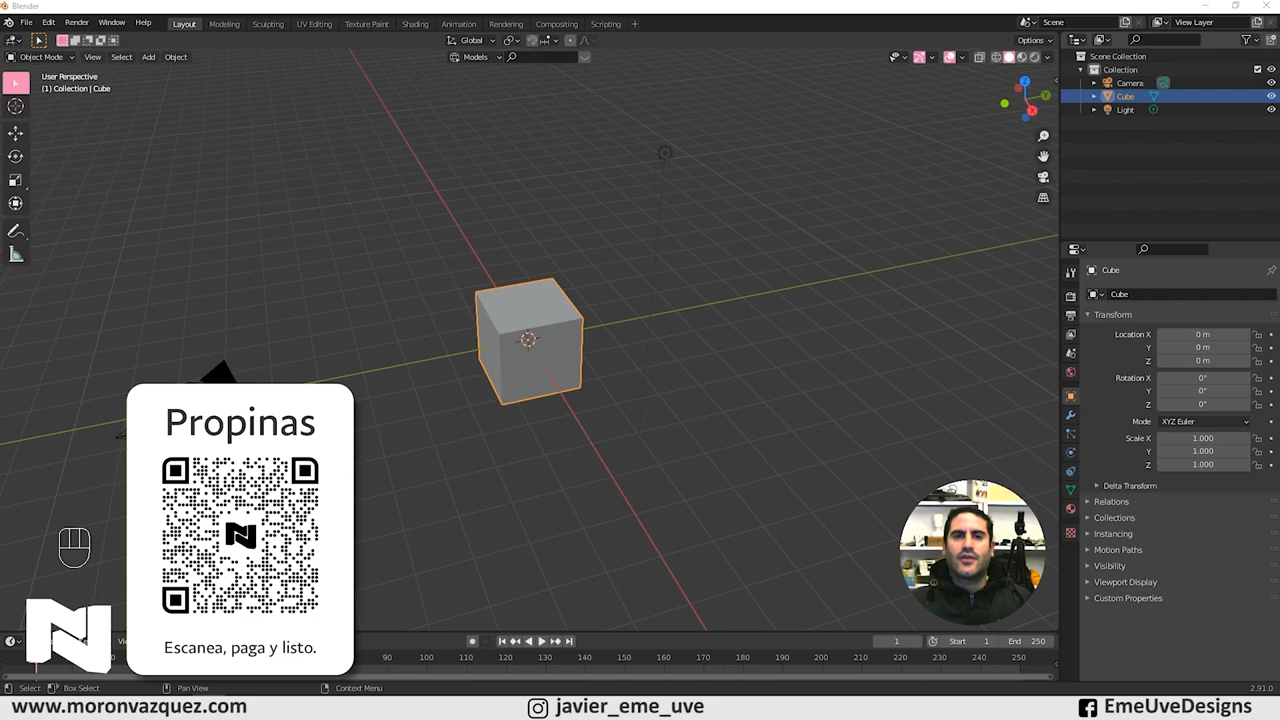 Blender
File Edit Render Window Help Layout Modeling Sculpting UV Editing Texture Paint Shading Animation Rendering Compositing Scripting + Scene View Layer
Global Options
Object Mode View Select Add Object Models
User Perspective
(1) Collection | Cube
Z
Y
X
Scene Collection
Collection
Camera
Cube
Light
Cube
Cube
Transform
Location X 0 m
Y 0 m
Z 0 m
Rotation X 0°
Y 0°
Z 0°
Mode XYZ Euler
Scale X 1.000
Y 1.000
Z 1.000
Delta Transform
Relations
Collections
Instancing
Motion Paths
Visibility
Viewport Display
Custom Properties
Propinas
Escanea, paga y listo.
1 Start 1 End 250
90 100 110 120 130 140 150 160 170 180 190 200 210 220 230 240 250
Select Box Select Pan View Context Menu 2.91.0
www.moronvazquez.com javier_eme_uve EmeUveDesigns